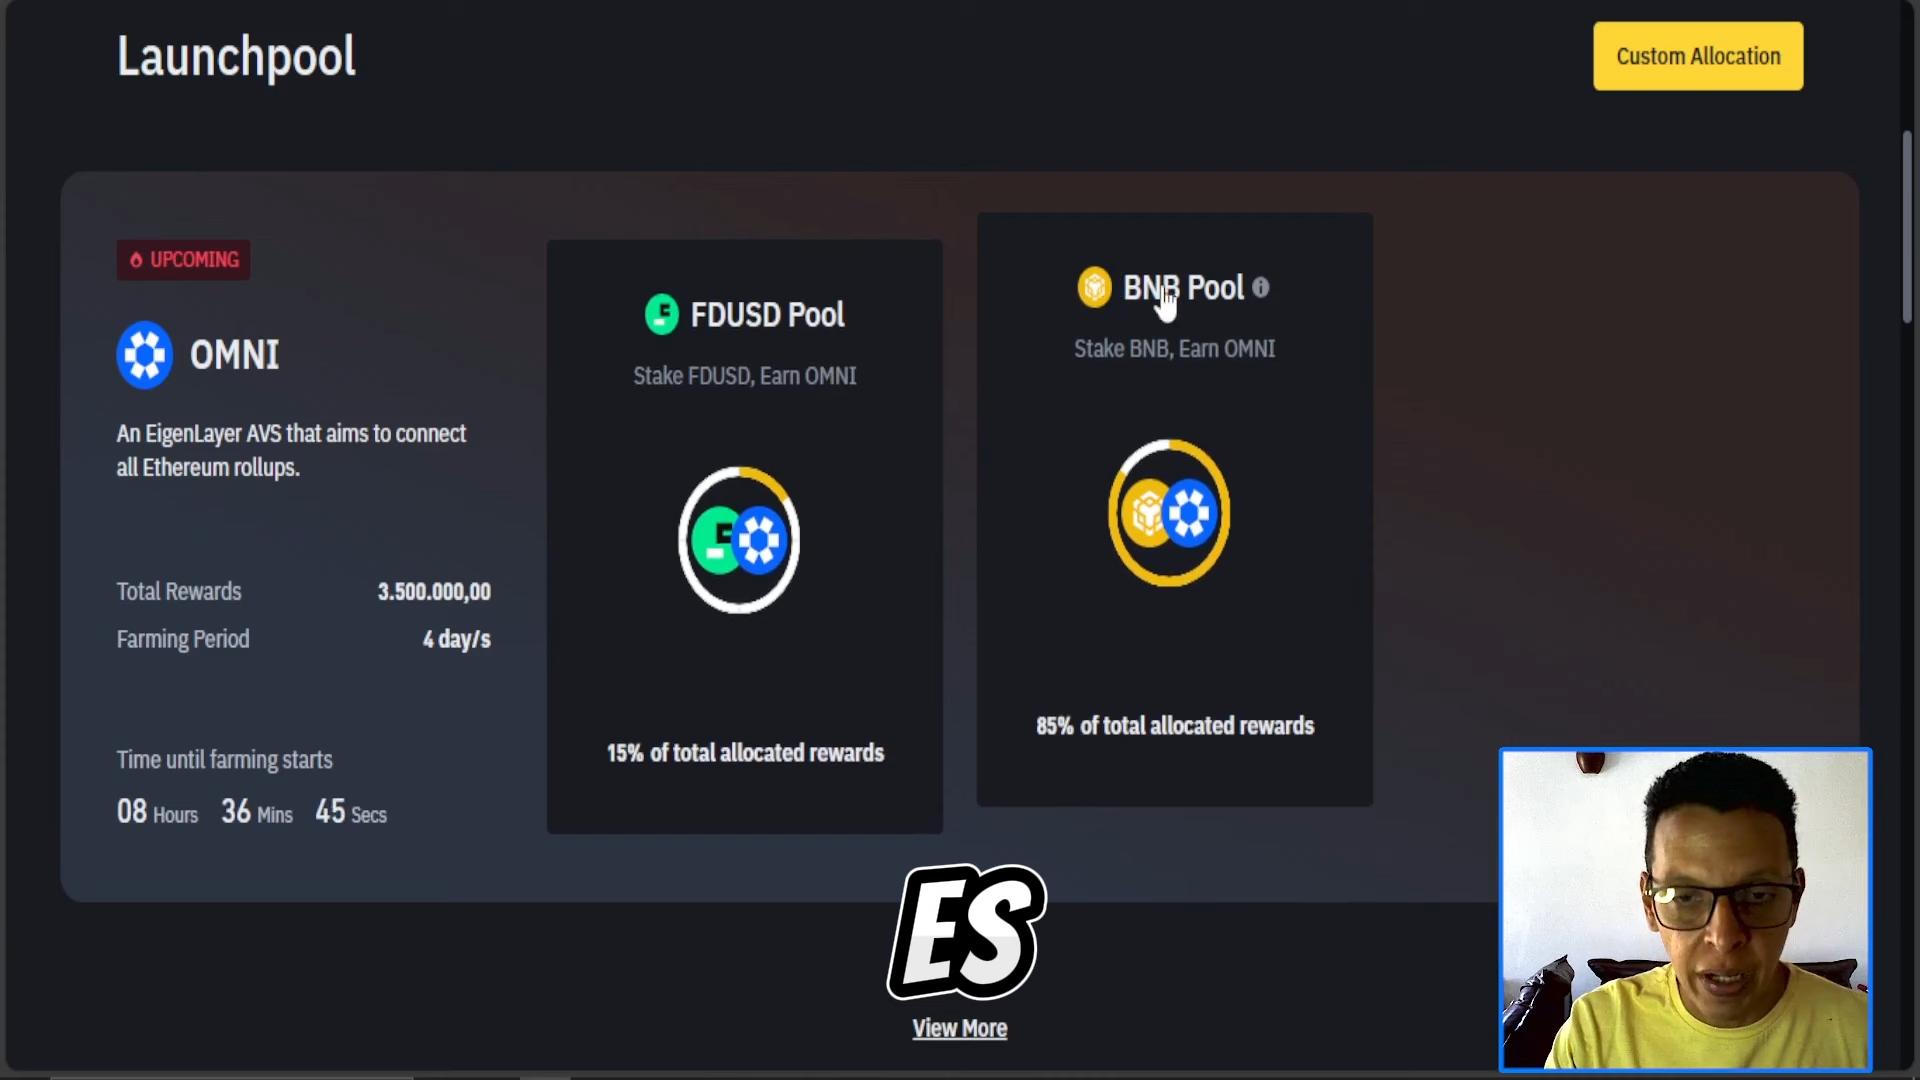 Launchpool
Custom Allocation
UPCOMING
OMNI
An EigenLayer AVS that aims to connect
all Ethereum rollups.
Total Rewards 3.500.000,00
Farming Period 4 day/s
Time until farming starts
08 Hours 36 Mins 45 Secs
FDUSD Pool
Stake FDUSD, Earn OMNI
15% of total allocated rewards
BNB Pool
Stake BNB, Earn OMNI
85% of total allocated rewards
ES
View More